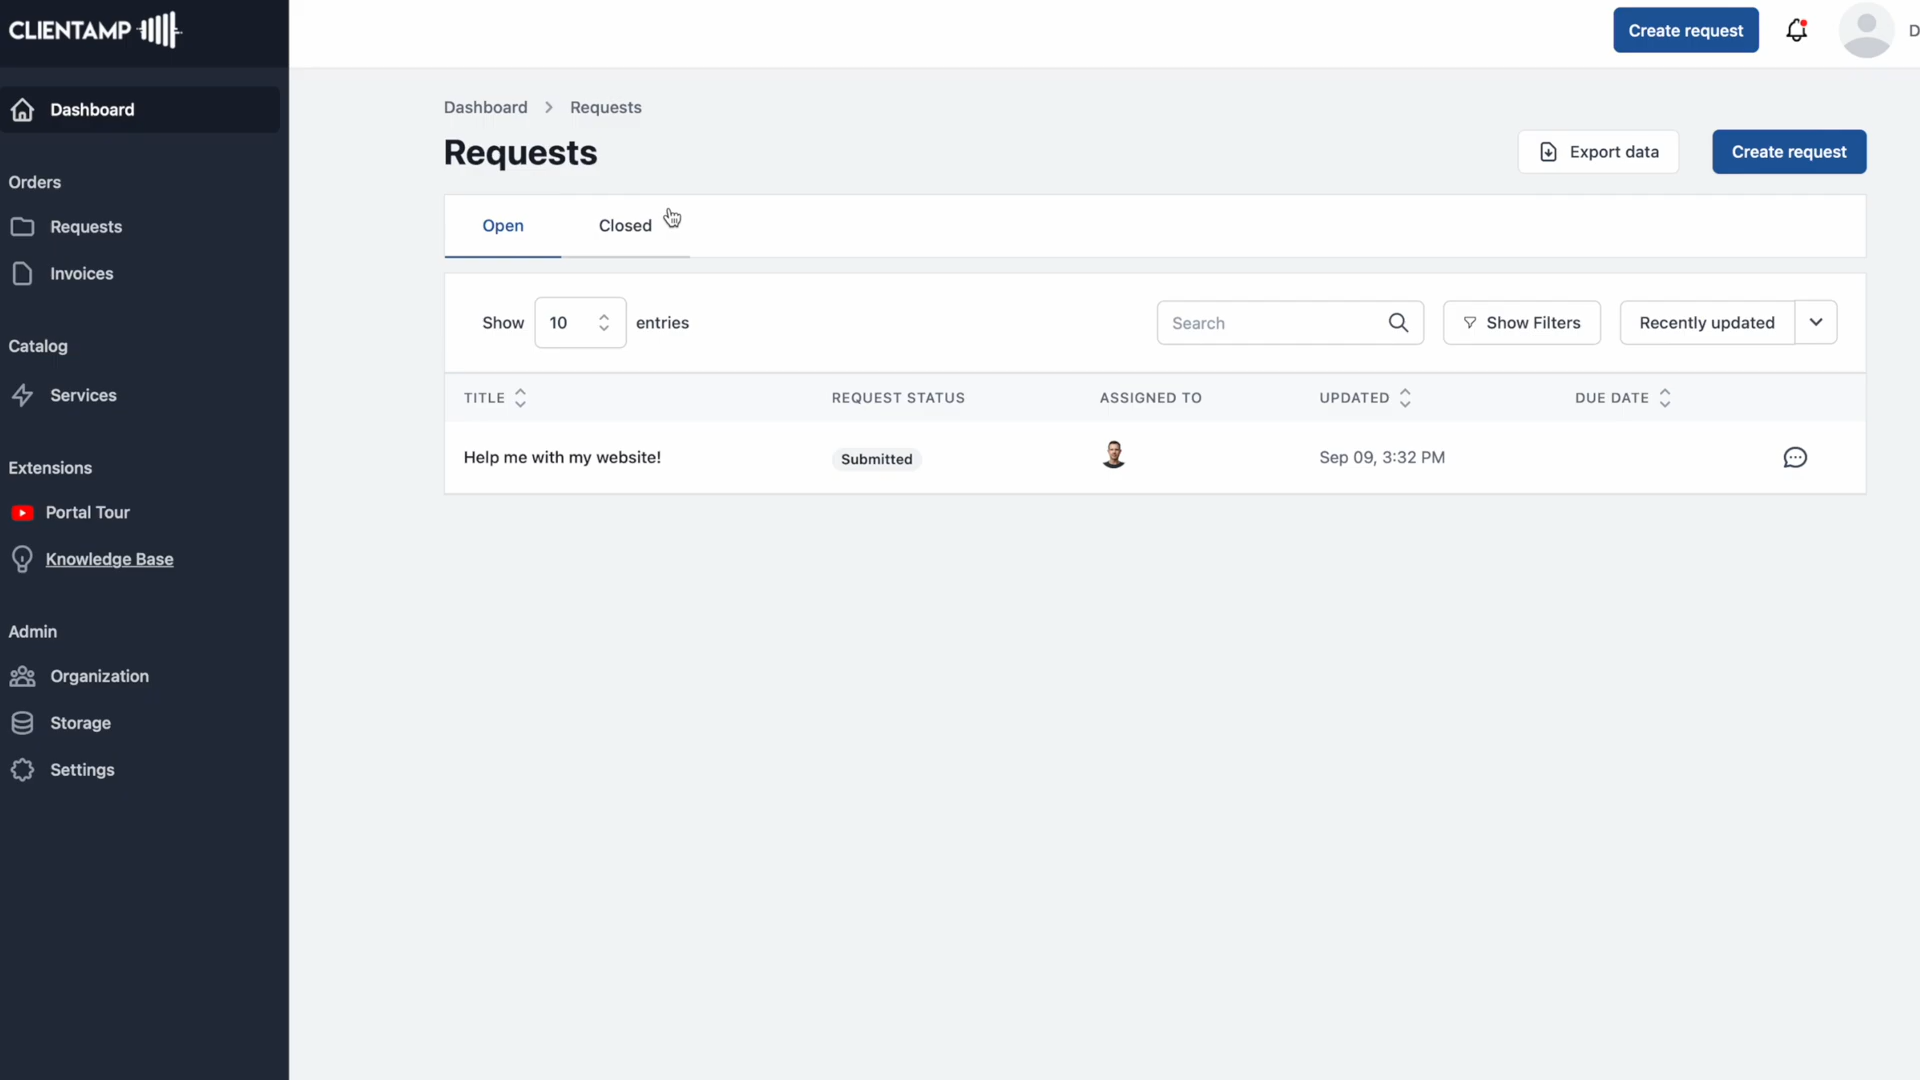 CLIENTAMP
Create request
D
Dashboard
Orders
Requests
Invoices
Catalog
Services
Extensions
Portal Tour
Knowledge Base
Admin
Organization
Storage
Settings
Dashboard > Requests
Requests
Export data
Create request
Open Closed
Show 10 entries
Search
Show Filters
Recently updated
TITLE REQUEST STATUS ASSIGNED TO UPDATED DUE DATE
Help me with my website! Submitted Sep 09, 3:32 PM